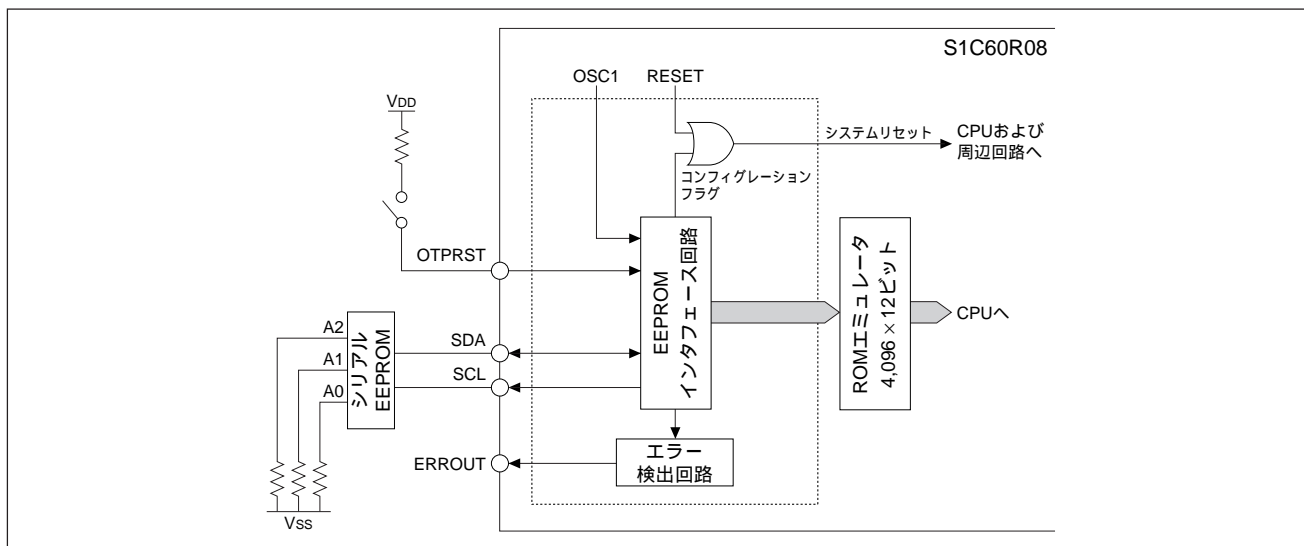 S1C60R08
OSC1
RESET
VDD
システムリセット
CPUおよび
周辺回路へ
コンフィグレーション
フラグ
OTPRST
EEPROM
インタフェース回路
ROMエミュレータ
4,096×12ビット
CPUへ
A2
A1
A0
シリアル
EEPROM
SDA
SCL
ERROUT
エラー
検出回路
VSS